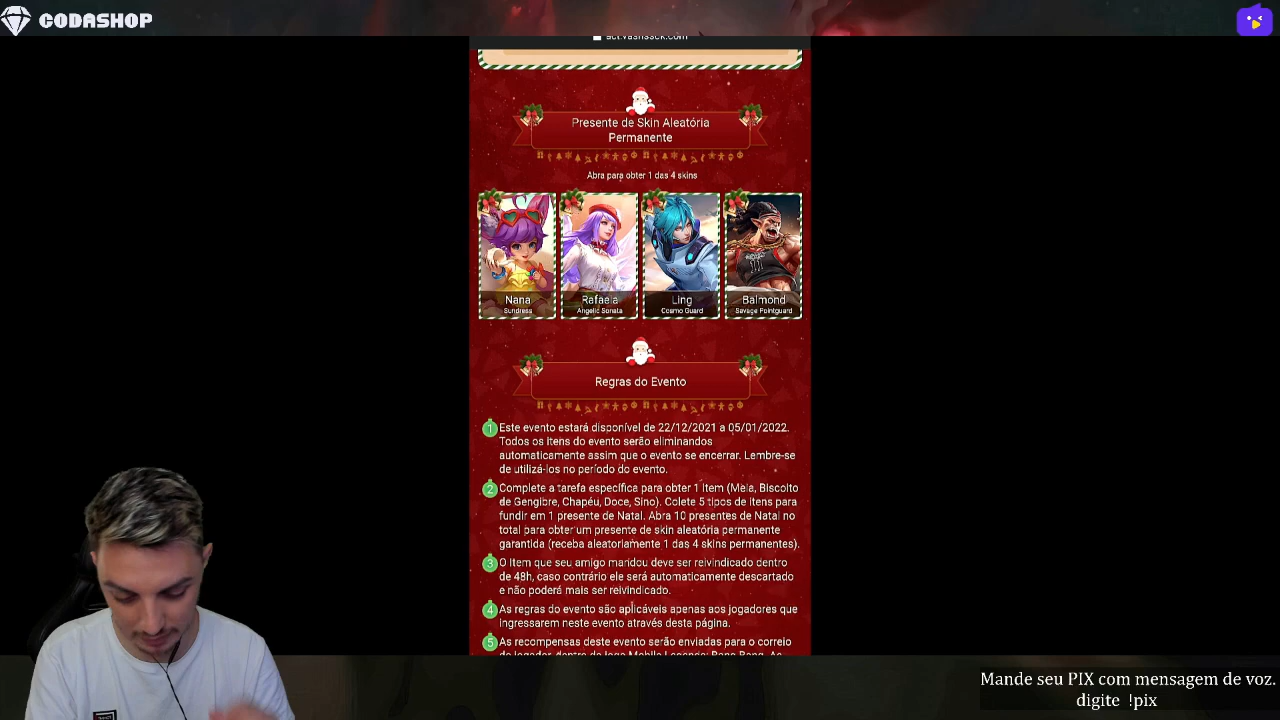 CODASHOP
act.vashssck.com
Presente de Skin Aleatória
Permanente
Abra para obter 1 das 4 skins
Nana
Sundress
Rafaela
Angelic Sonata
Ling
Cosmo Guard
Balmond
Savage Pointguard
Regras do Evento
1 Este evento estará disponível de 22/12/2021 a 05/01/2022.
Todos os itens do evento serão eliminandos
automaticamente assim que o evento se encerrar. Lembre-se
de utilizá-los no período do evento.
2 Complete a tarefa específica para obter 1 item (Meia, Biscoito
de Gengibre, Chapéu, Doce, Sino). Colete 5 tipos de itens para
fundir em 1 presente de Natal. Abra 10 presentes de Natal no
total para obter um presente de skin aleatória permanente
garantida (receba aleatoriamente 1 das 4 skins permanentes).
3 O item que seu amigo mandou deve ser reivindicado dentro
de 48h, caso contrário ele será automaticamente descartado
e não poderá mais ser reivindicado.
4 As regras do evento são aplicáveis apenas aos jogadores que
ingressarem neste evento através desta página.
5 As recompensas deste evento serão enviadas para o correio
Mande seu PIX com mensagem de voz.
digite !pix